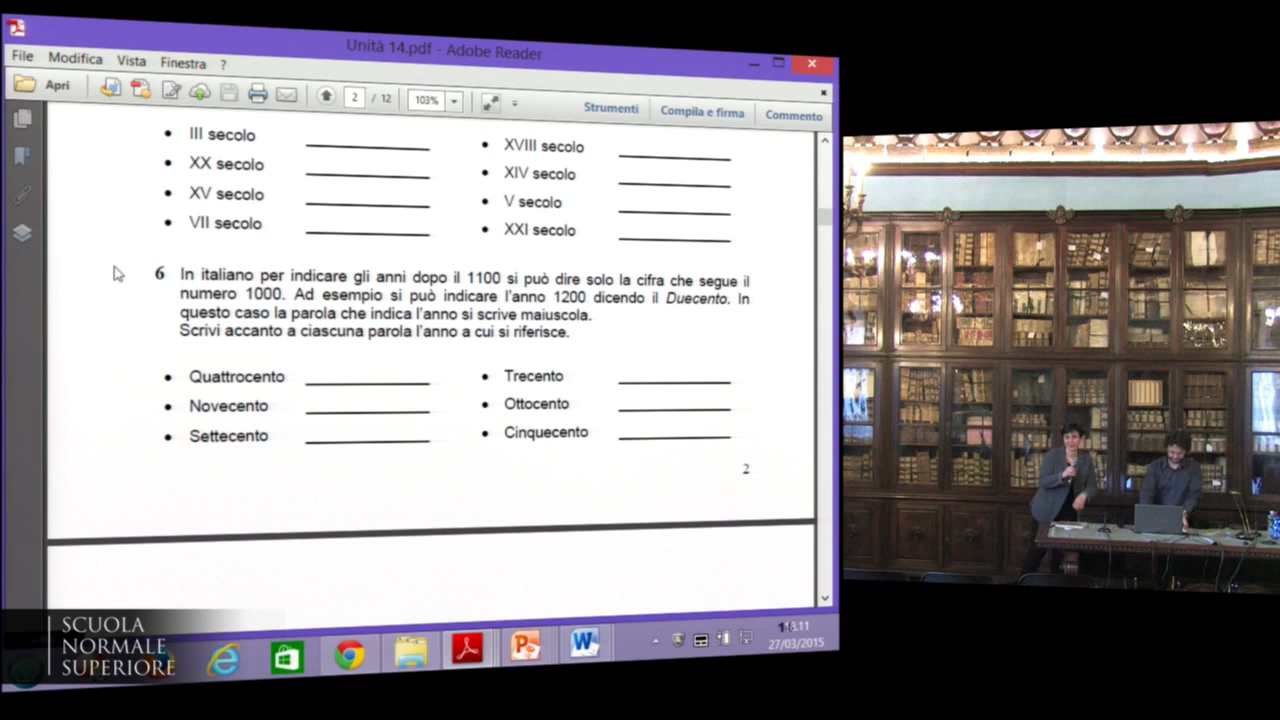 Unità 14.pdf - Adobe Reader
File Modifica Vista Finestra ?
Apri 2 / 12 103% Strumenti Compila e firma Commento
• III secolo
• XX secolo
• XV secolo
• VII secolo
• XVIII secolo
• XIV secolo
• V secolo
• XXI secolo
6 In italiano per indicare gli anni dopo il 1100 si può dire solo la cifra che segue il
numero 1000. Ad esempio si può indicare l'anno 1200 dicendo il Duecento. In
questo caso la parola che indica l'anno si scrive maiuscola.
Scrivi accanto a ciascuna parola l'anno a cui si riferisce.
• Quattrocento
• Novecento
• Settecento
• Trecento
• Ottocento
• Cinquecento
2
SCUOLA
NORMALE
SUPERIORE
27/03/2015